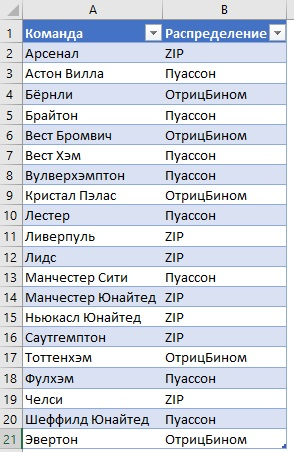 A B
1 Команда Распределение
2 Арсенал ZIP
3 Астон Вилла Пуассон
4 Бёрнли ОтрицБином
5 Брайтон Пуассон
6 Вест Бромвич ОтрицБином
7 Вест Хэм Пуассон
8 Вулверхэмптон Пуассон
9 Кристал Пэлас ОтрицБином
10 Лестер Пуассон
11 Ливерпуль ZIP
12 Лидс ZIP
13 Манчестер Сити Пуассон
14 Манчестер Юнайтед ZIP
15 Ньюкасл Юнайтед ZIP
16 Саутгемптон ZIP
17 Тоттенхэм ОтрицБином
18 Фулхэм Пуассон
19 Челси ZIP
20 Шеффилд Юнайтед Пуассон
21 Эвертон ОтрицБином